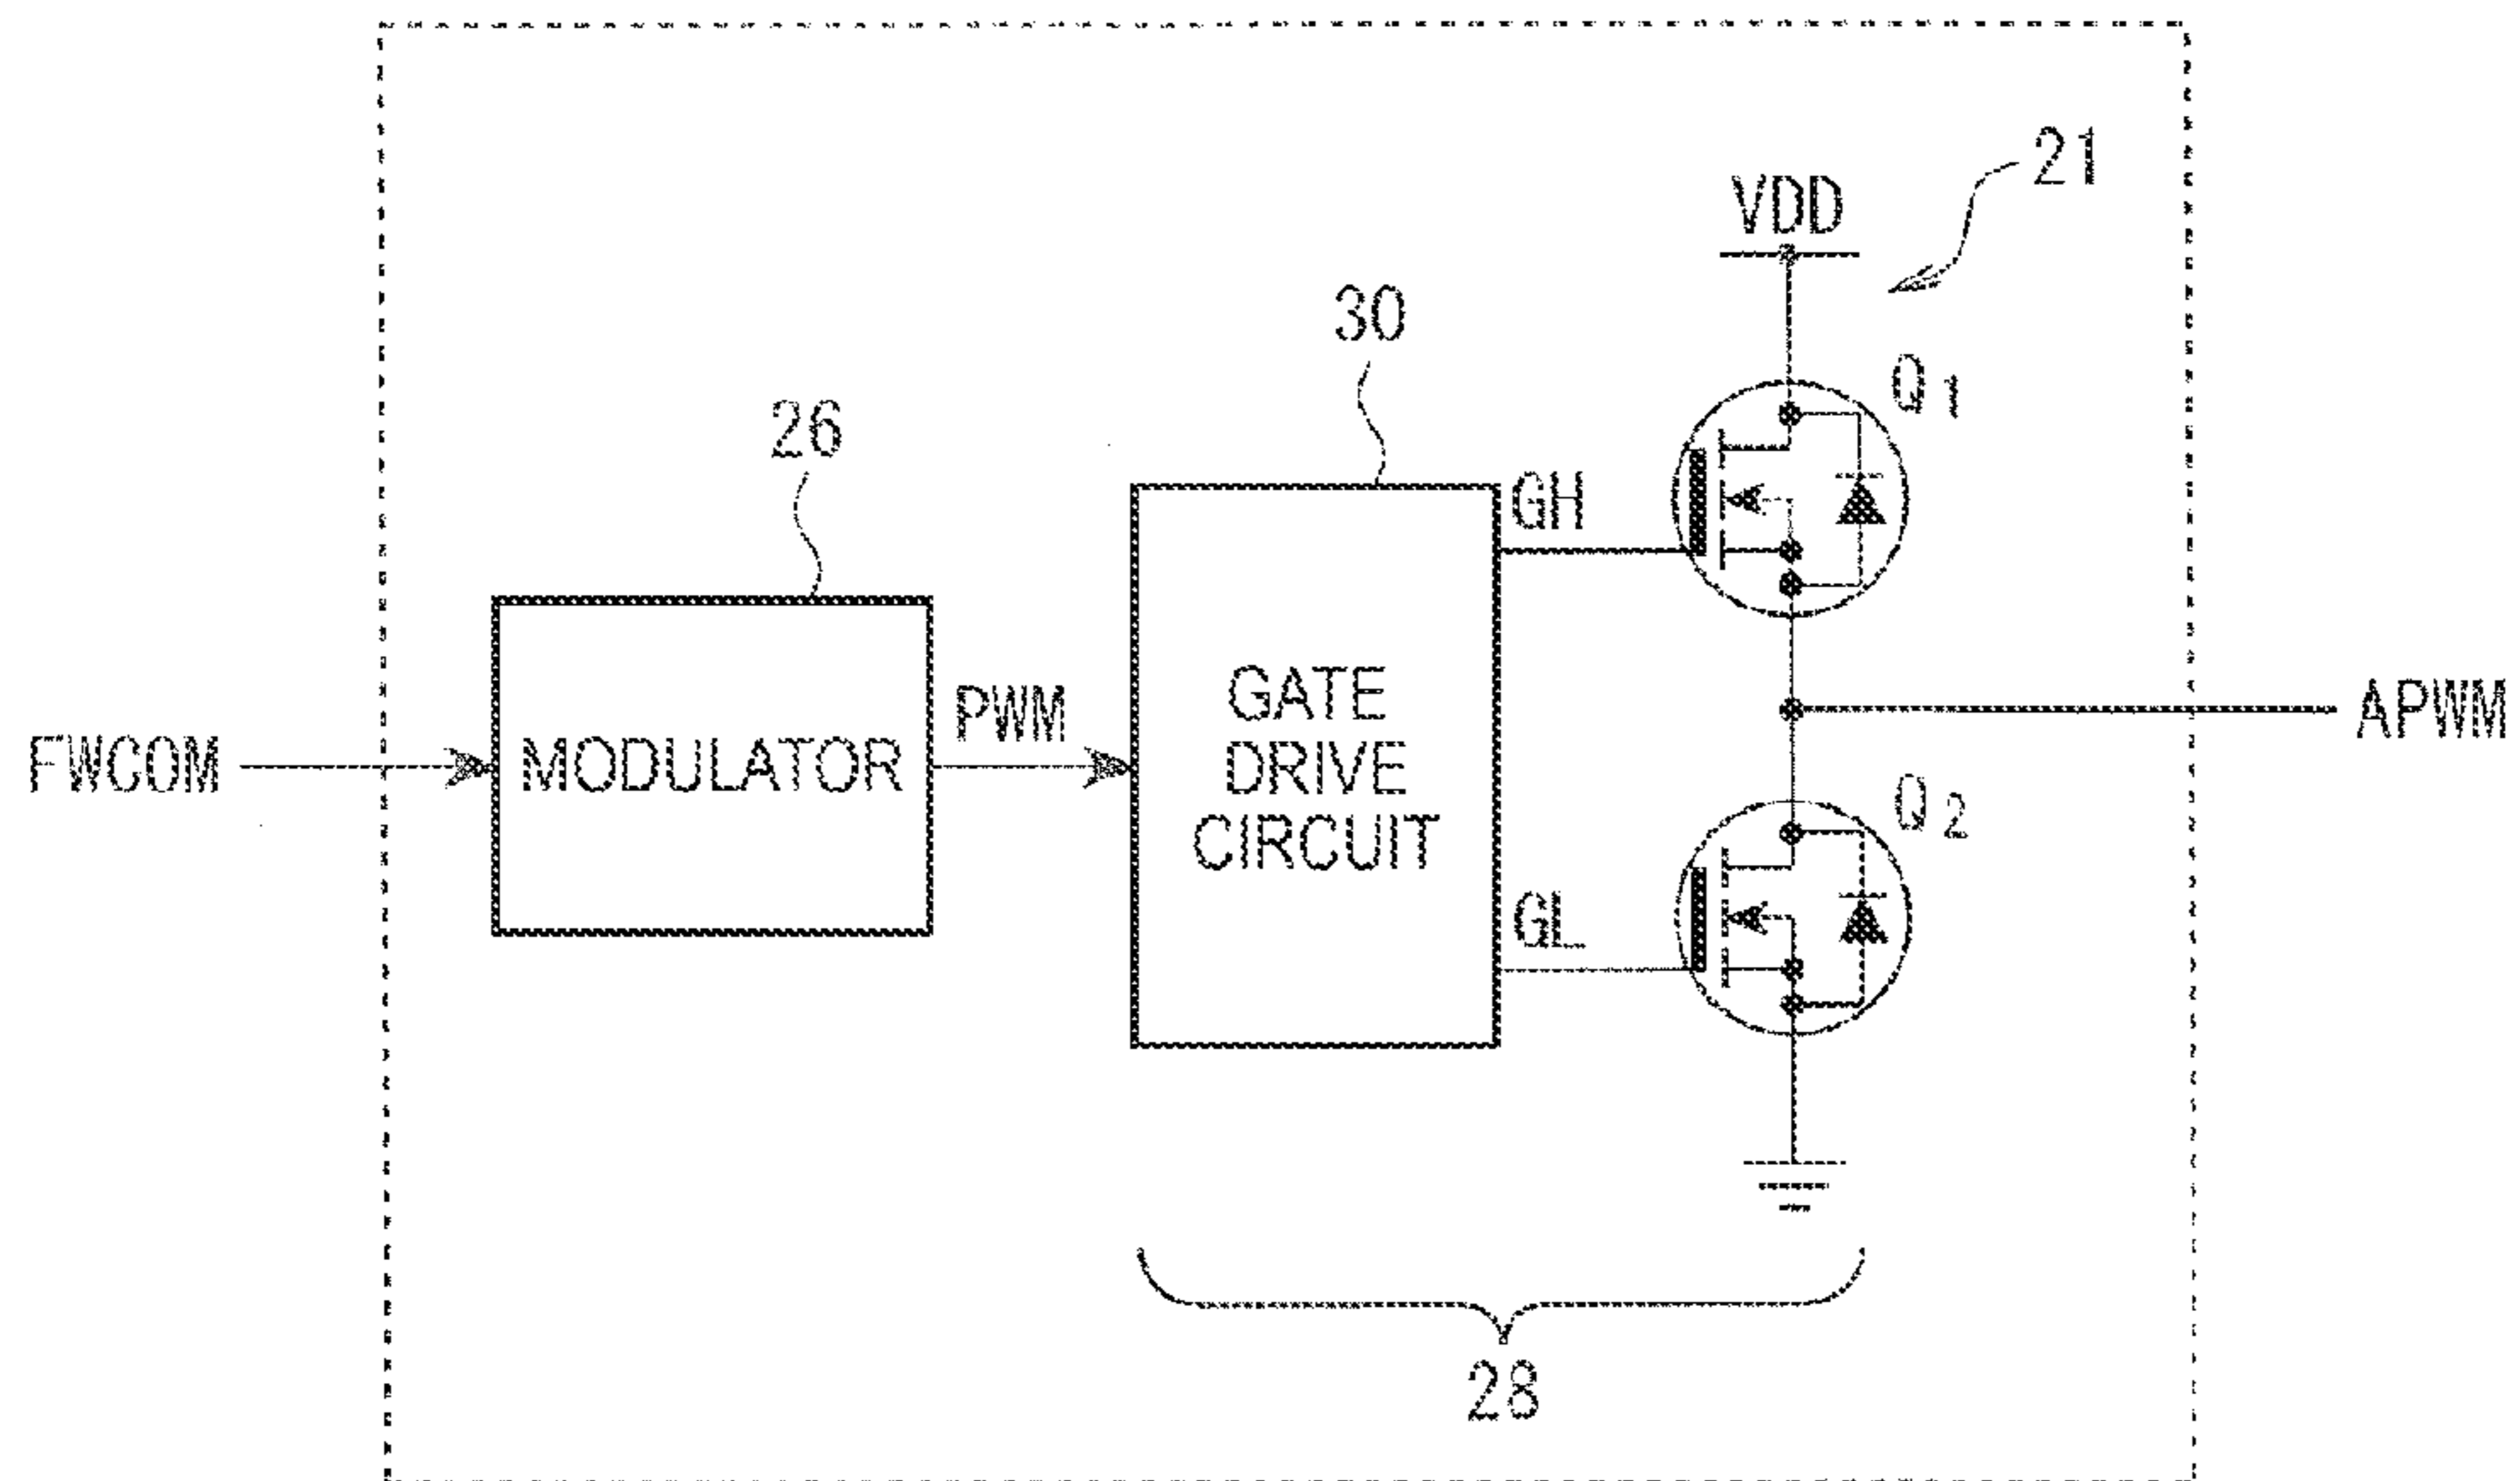 21
VDD
30
Q1
26
GH
GATE
DRIVE
CIRCUIT
PWM
APWM
FWCOM
MODULATOR
Q2
GL
28